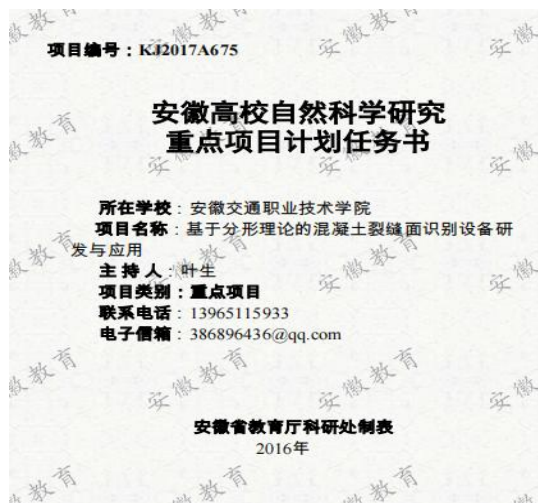 项目编号：KJ2017A675
安徽高校自然科学研究
重点项目计划任务书
所在学校：安徽交通职业技术学院
项目名称：基于分形理论的混凝土裂缝面识别设备研
发与应用
主 持 人：叶生
项目类别：重点项目
联系电话：13965115933
电子信箱：386896436@qq.com
安徽省教育厅科研处制表
2016年
安徽教育